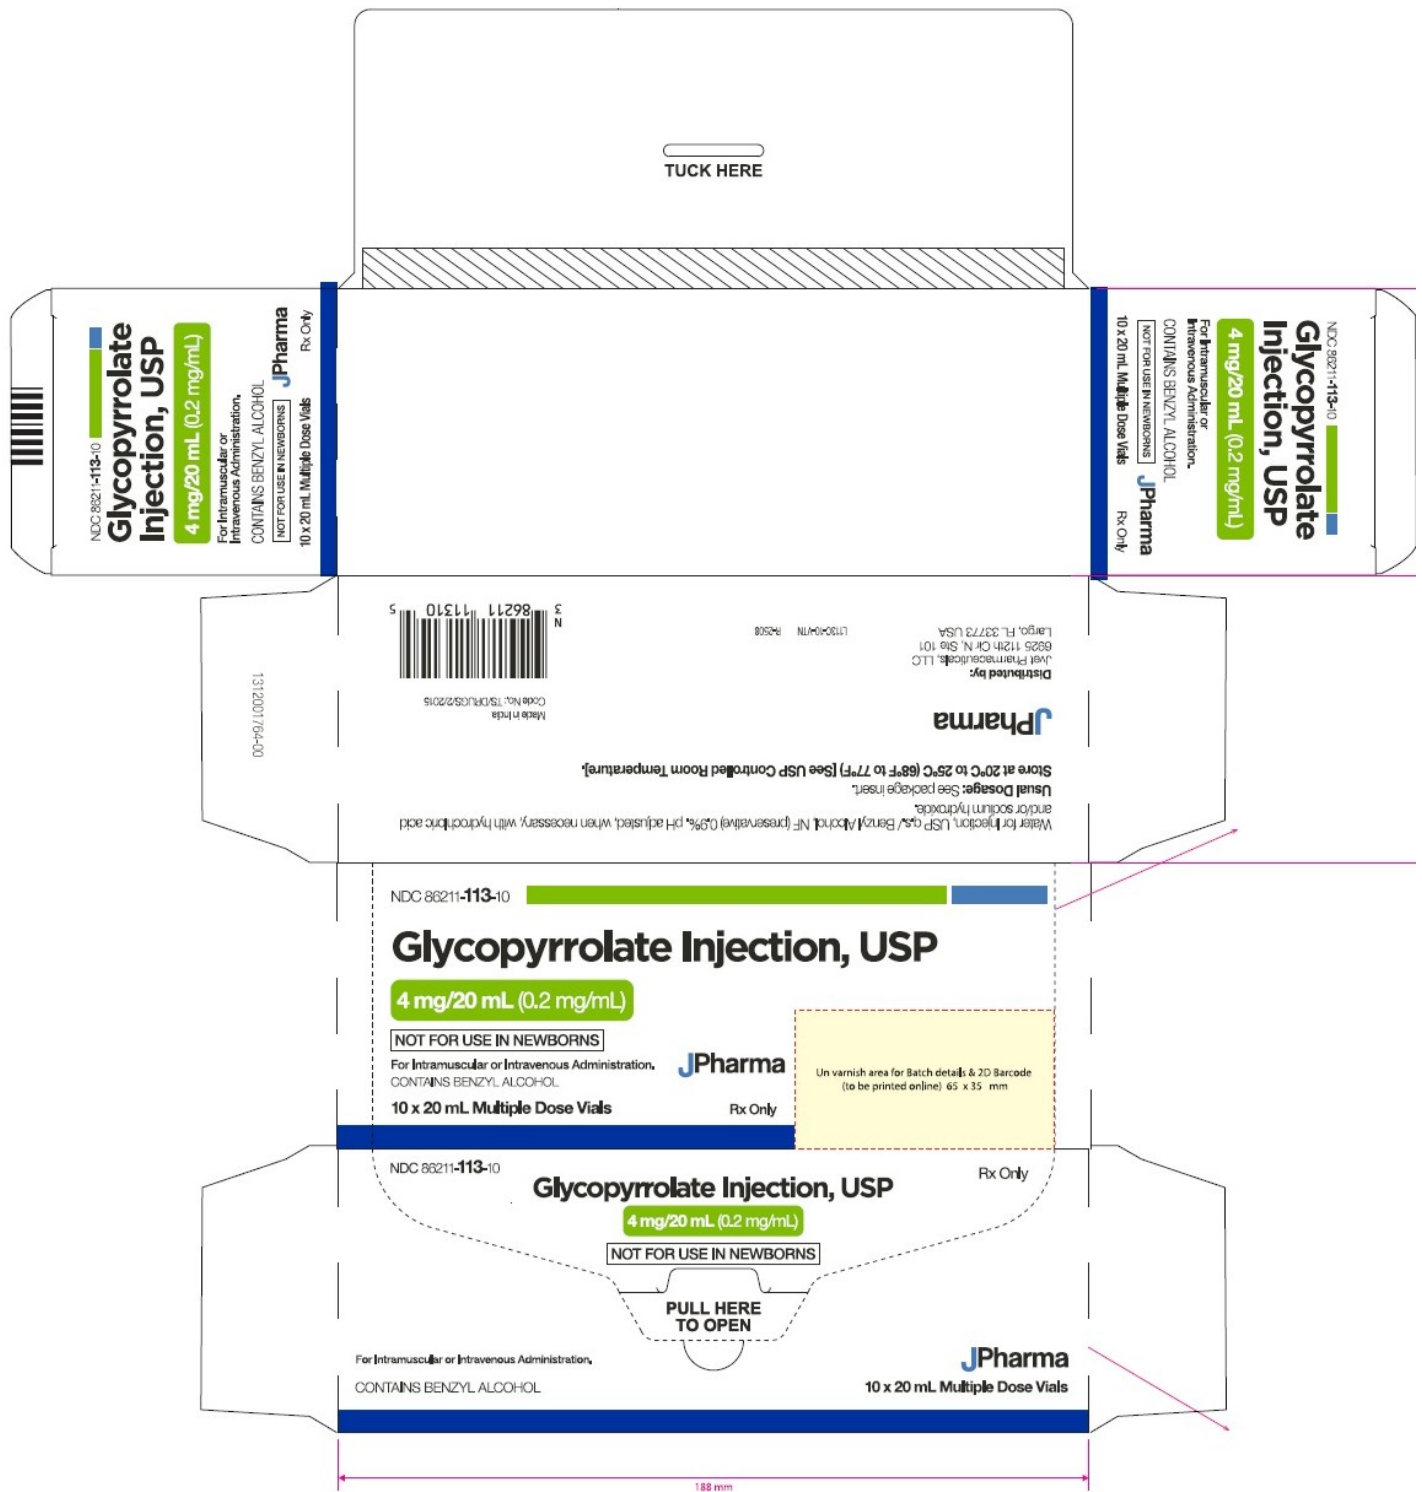 TUCK HERE
NDC 86211-113-10
Glycopyrrolate
Injection, USP
4 mg/20 mL (0.2 mg/mL)
For Intramuscular or
Intravenous Administration.
CONTAINS BENZYL ALCOHOL
NOT FOR USE IN NEWBORNS
JPharma
10 x 20 mL Multiple Dose Vials
Rx Only
NDC 86211-113-10
Glycopyrrolate
Injection, USP
4 mg/20 mL (0.2 mg/mL)
For Intramuscular or
Intravenous Administration.
CONTAINS BENZYL ALCOHOL
NOT FOR USE IN NEWBORNS
JPharma
10 x 20 mL Multiple Dose Vials
Rx Only
Water for Injection, USP q.s./ Benzyl Alcohol, NF (preservative) 0.9%. pH adjusted, when necessary, with hydrochloric acid
and/or sodium hydroxide.
Usual Dosage: See package insert.
Store at 20°C to 25°C (68°F to 77°F) [See USP Controlled Room Temperature].
JPharma
Distributed by:
Jvet Pharmaceuticals, LLC
6925 112th Cir N, Ste 101
Largo, FL 33773 USA
L113C-10-VTN R-2508
Made in India
Code No.: TS/DRUGS/2/2015
N
3 86211 11310 5
1312001764-00
NDC 86211-113-10
Glycopyrrolate Injection, USP
4 mg/20 mL (0.2 mg/mL)
NOT FOR USE IN NEWBORNS
For Intramuscular or Intravenous Administration.
CONTAINS BENZYL ALCOHOL
JPharma
10 x 20 mL Multiple Dose Vials
Rx Only
Un varnish area for Batch details & 2D Barcode
(to be printed online) 65 x 35 mm
NDC 86211-113-10
Rx Only
Glycopyrrolate Injection, USP
4 mg/20 mL (0.2 mg/mL)
NOT FOR USE IN NEWBORNS
PULL HERE
TO OPEN
For Intramuscular or Intravenous Administration.
CONTAINS BENZYL ALCOHOL
JPharma
10 x 20 mL Multiple Dose Vials
188 mm